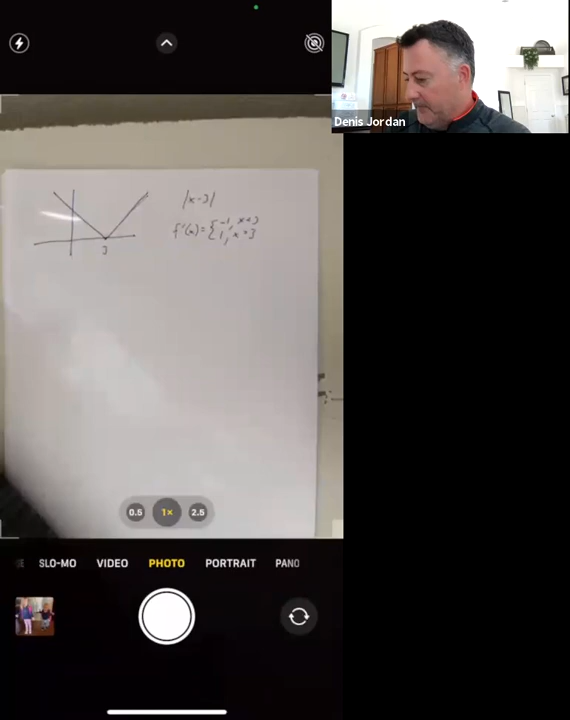 Denis Jordan
|x-3|
f'(x) = { -1, x<3
1, x>3
3
0.5 1× 2.5
SLO-MO VIDEO PHOTO PORTRAIT PANO